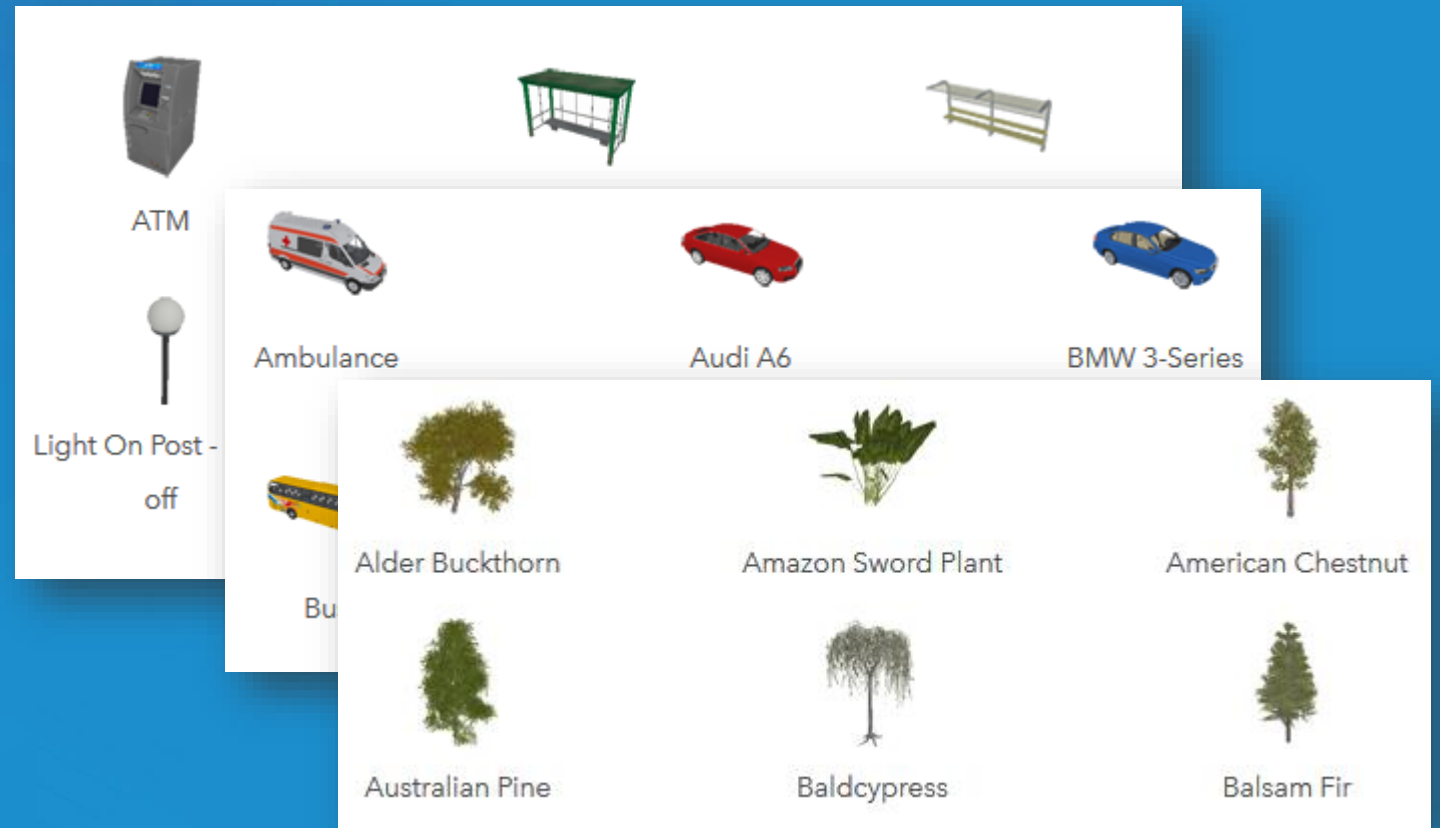 ATM
Light On Post -
off
Ambulance
Audi A6
BMW 3-Series
Alder Buckthorn
Amazon Sword Plant
American Chestnut
Australian Pine
Baldcypress
Balsam Fir